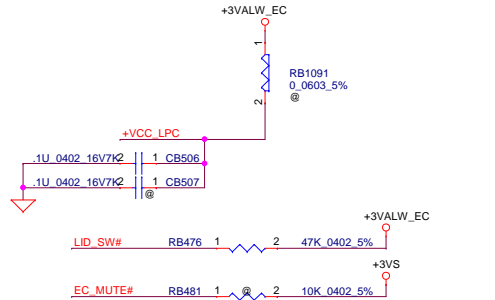 +3VALW_EC
1
RB1091
0_0603_5%
@
2
+VCC_LPC
.1U_0402_16V7K 2 1 CB506
.1U_0402_16V7K 2 1 CB507
@
+3VALW_EC
LID_SW# RB476 1 2 47K_0402_5%
+3VS
EC_MUTE# RB481 1 @ 2 10K_0402_5%